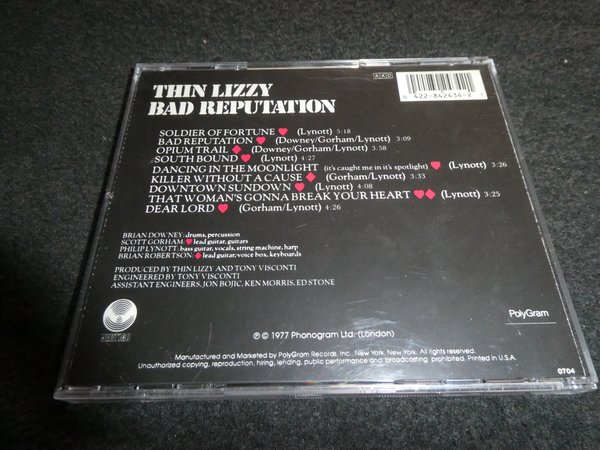 THIN LIZZY
BAD REPUTATION
AAD
0 422-842434-2
SOLDIER OF FORTUNE ♥ (Lynott) 5:18
BAD REPUTATION ♥ (Downey/Gorham/Lynott) 3:09
OPIUM TRAIL ♦ (Downey/Gorham/Lynott) 3:58
SOUTH BOUND ♥ (Lynott) 4:27
DANCING IN THE MOONLIGHT (it's caught me in it's spotlight) ♥ (Lynott) 3:26
KILLER WITHOUT A CAUSE ♦ (Gorham/Lynott) 3:33
DOWNTOWN SUNDOWN ♥ (Lynott) 4:08
THAT WOMAN'S GONNA BREAK YOUR HEART ♥♦ (Lynott) 3:25
DEAR LORD ♥ (Gorham/Lynott) 4:26
BRIAN DOWNEY: drums, percussion
SCOTT GORHAM: ♥ lead guitar, guitars
PHILIP LYNOTT: bass guitar, vocals, string machine, harp
BRIAN ROBERTSON: ♦ lead guitar/voice box, keyboards
PRODUCED BY THIN LIZZY AND TONY VISCONTI
ENGINEERED BY TONY VISCONTI
ASSISTANT ENGINEERS, JON BOJIC, KEN MORRIS, ED STONE
VERTIGO
PolyGram
℗ © 1977 Phonogram Ltd. (London)
Manufactured and Marketed by PolyGram Records, Inc., New York, New York. All rights reserved.
Unauthorized copying, reproduction, hiring, lending, public performance and broadcasting prohibited. Printed in U.S.A.
0704